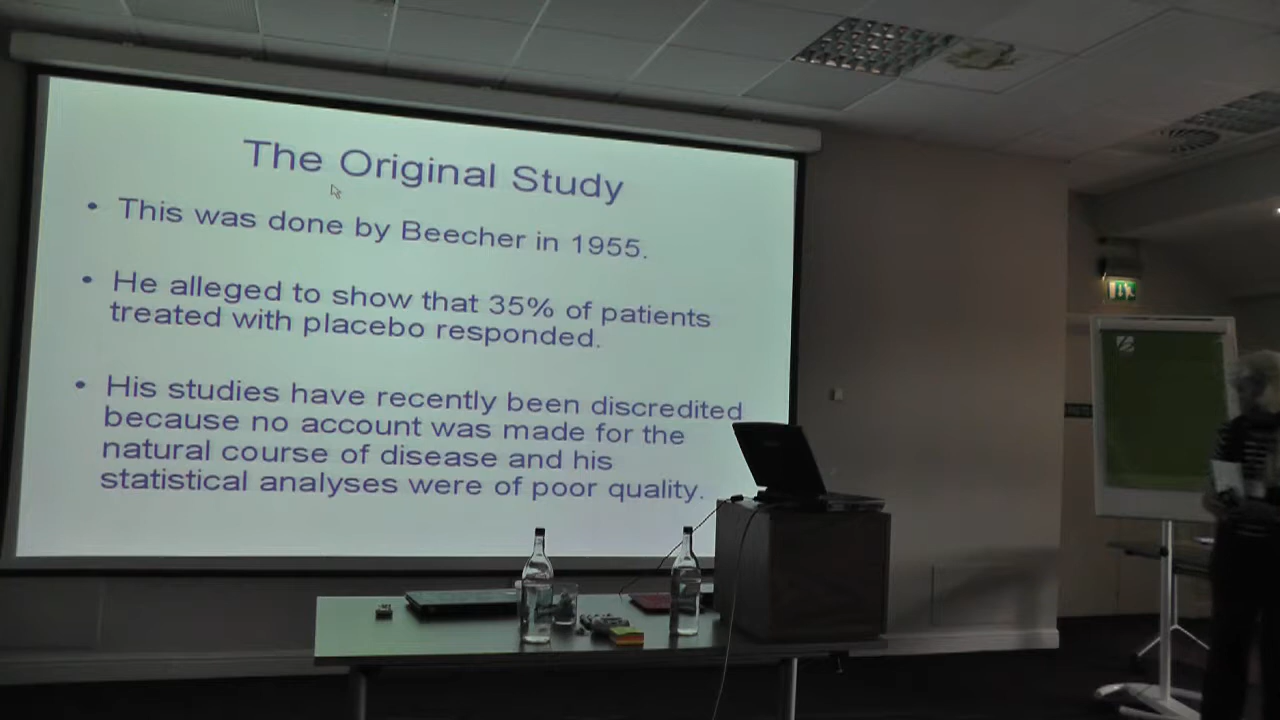 The Original Study
• This was done by Beecher in 1955.
• He alleged to show that 35% of patients
treated with placebo responded.
• His studies have recently been discredited
because no account was made for the
natural course of disease and his
statistical analyses were of poor quality.